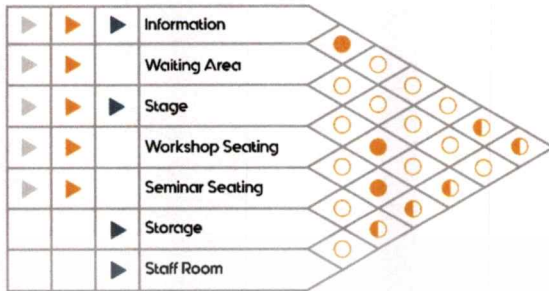 Information
Waiting Area
Stage
Workshop Seating
Seminar Seating
Storage
Staff Room